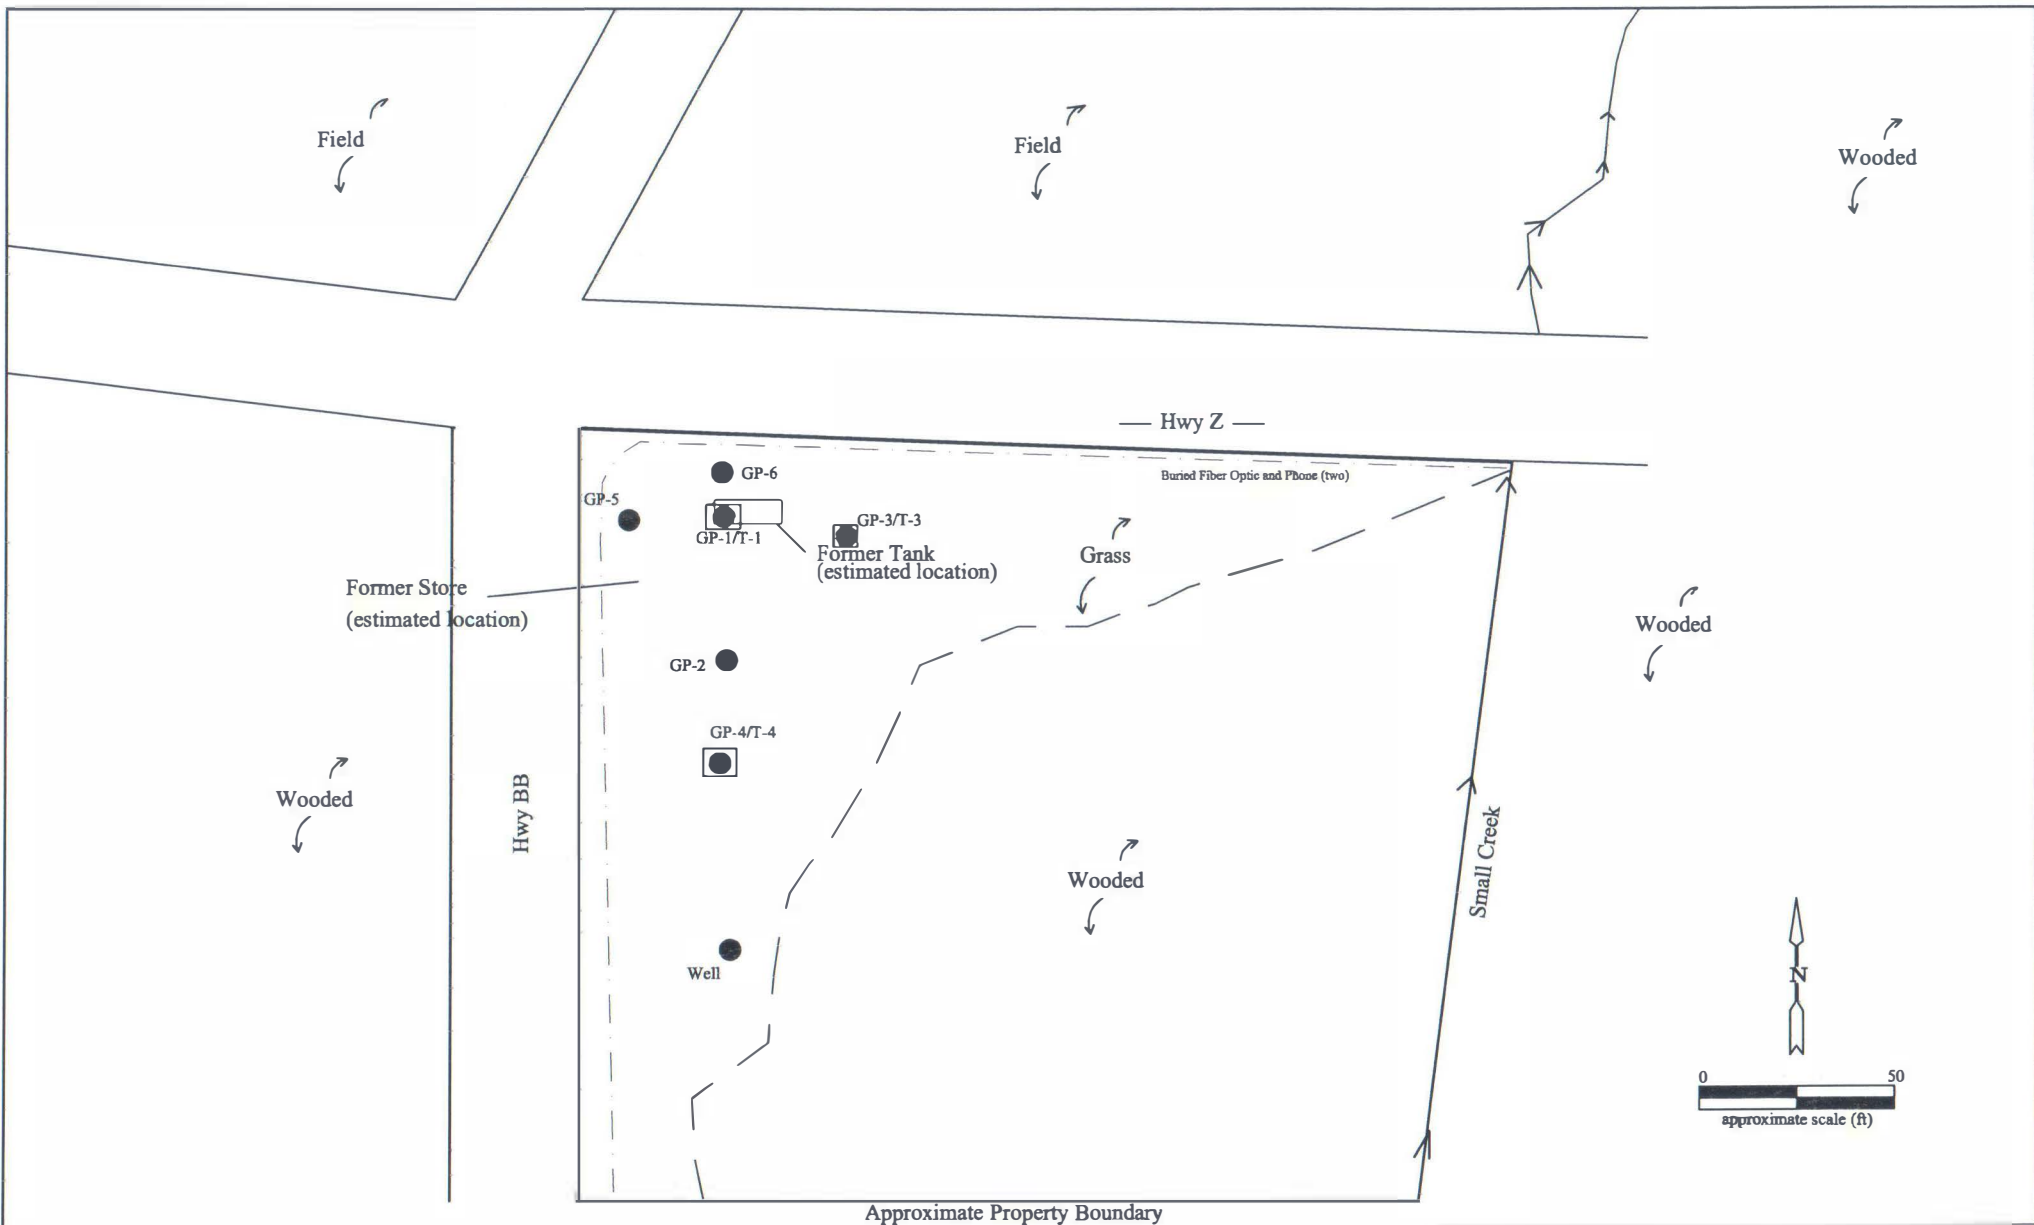 Field
Field
Wooded
— Hwy Z —
Buried Fiber Optic and Phone (two)
GP-6
GP-5
GP-1/T-1
GP-3/T-3
Former Tank
(estimated location)
Grass
Former Store
(estimated location)
Wooded
GP-2
GP-4/T-4
Wooded
Hwy BB
Small Creek
Wooded
Well
N
0 50
approximate scale (ft)
Approximate Property Boundary